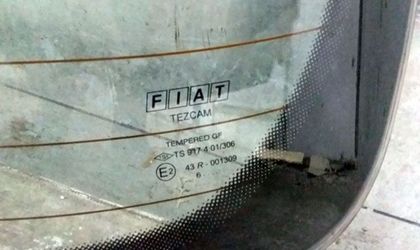 FIAT
TEZCAM
TEMPERED GF
TS 917 4 01/306
E2 43 R - 001309
6